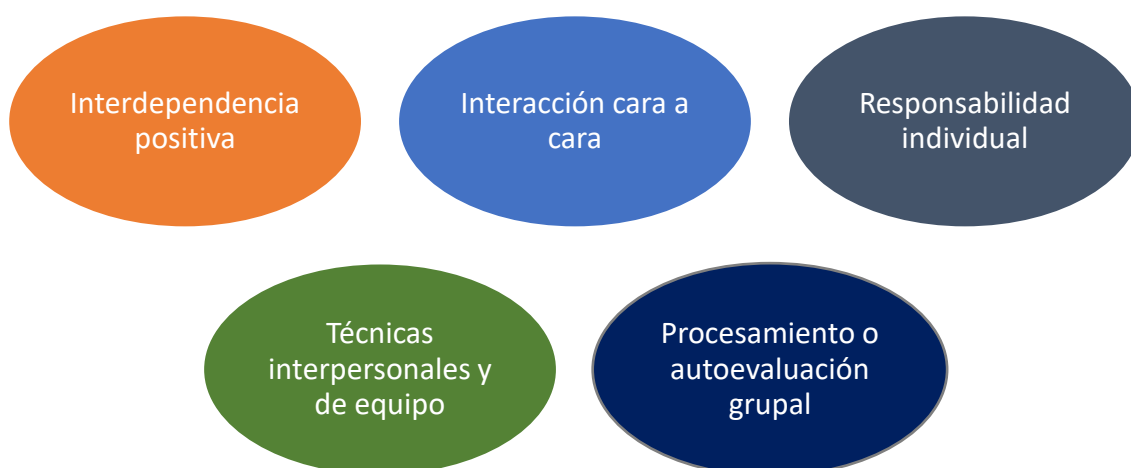 Interdependencia
positiva
Interacción cara a
cara
Responsabilidad
individual
Técnicas
interpersonales y
de equipo
Procesamiento o
autoevaluación
grupal